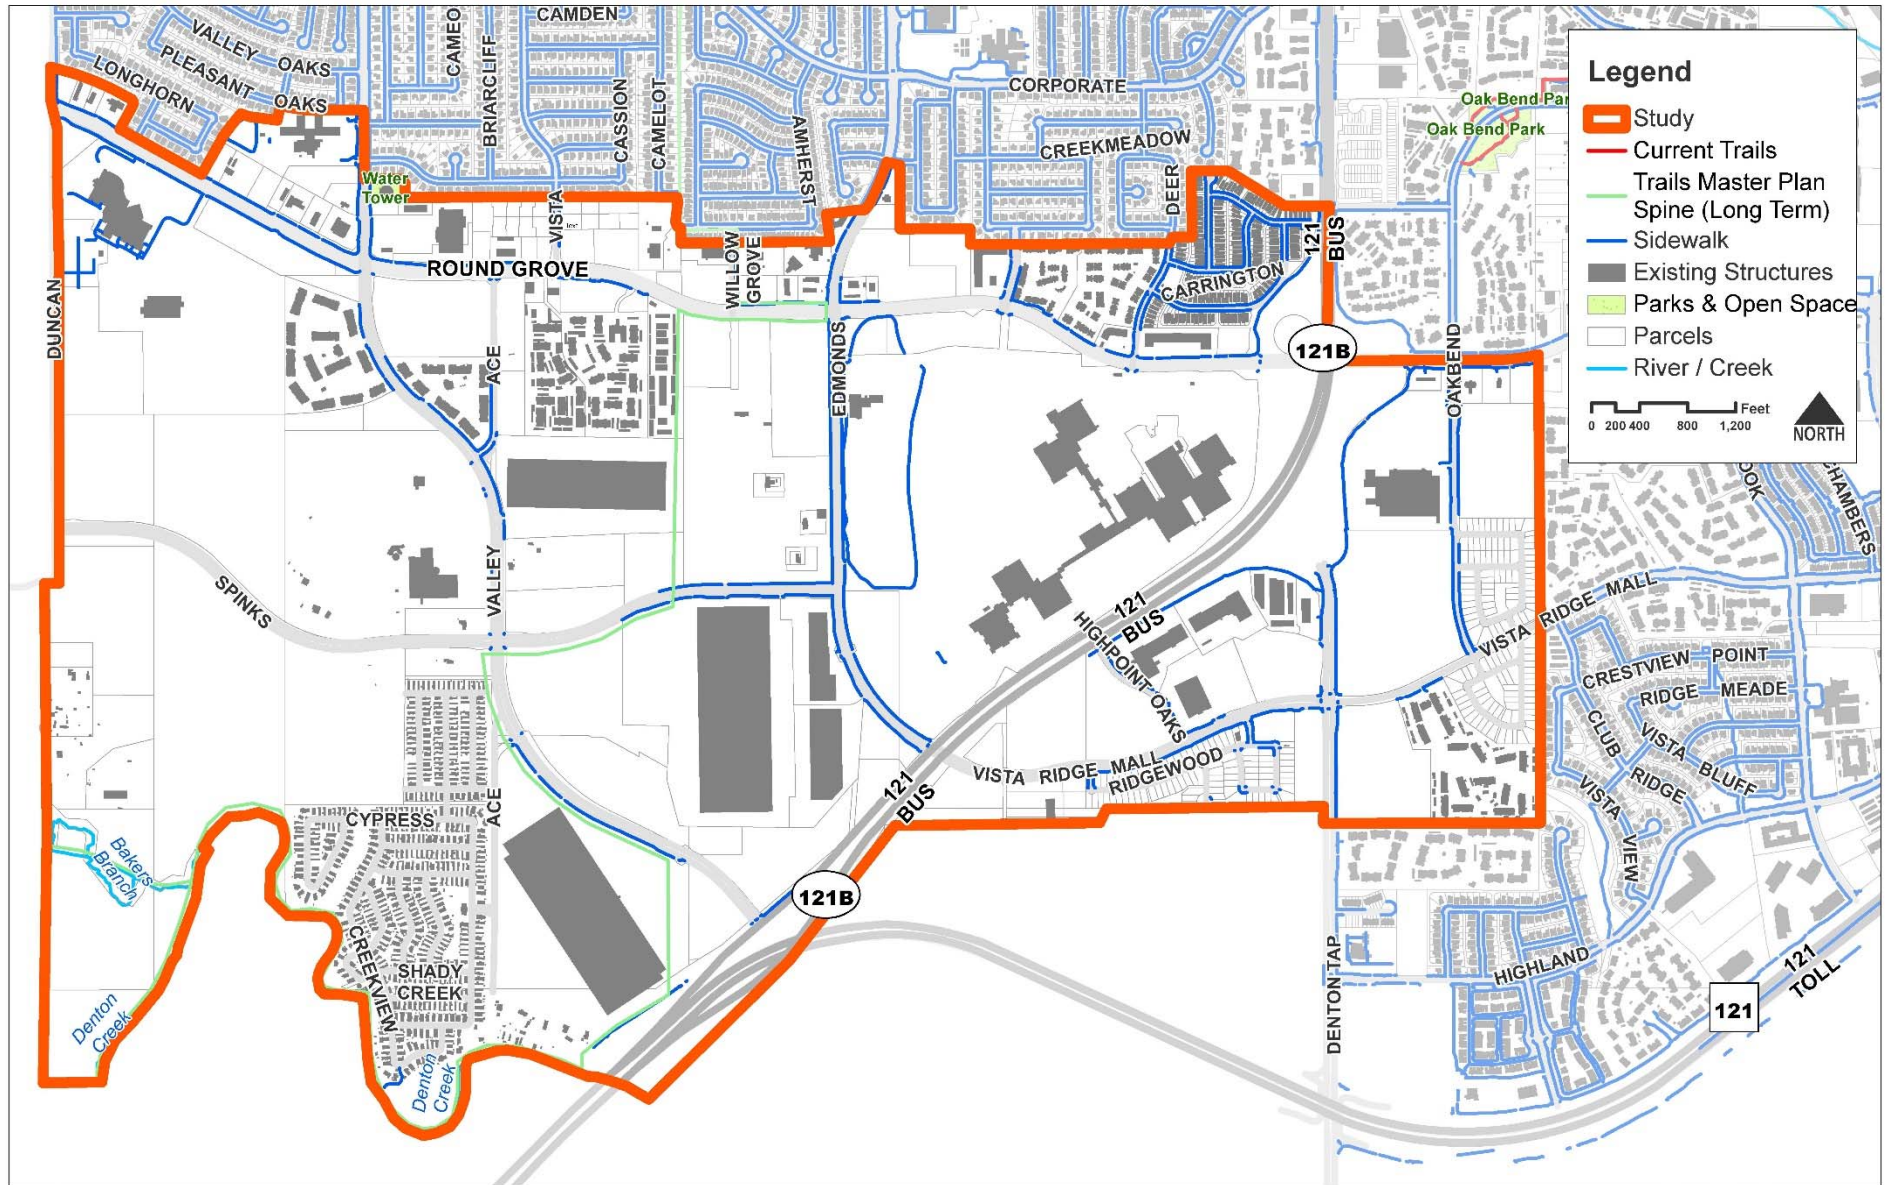 CAMDEN
VALLEY OAKS
PLEASANT OAKS
LONGHORN
CAMEO
BRIARCLIFF
CASSION
CAMELOT
AMHERST
CORPORATE
CREEKMEADOW
DEER
Oak Bend Par
Oak Bend Park
Legend
Study
Current Trails
Trails Master Plan
Spine (Long Term)
Sidewalk
Existing Structures
Parks & Open Space
Parcels
River / Creek
0 200 400 800 1,200 Feet
NORTH
Water
Tower
VISTA
Text
WILLOW
GROVE
ROUND GROVE
121
BUS
CARRINGTON
121B
DUNCAN
ACE
EDMONDS
OAKBEND
OOK
CHAMBERS
VALLEY
SPINKS
121
BUS
HIGHPOINT OAKS
VISTA RIDGE MALL
CRESTVIEW POINT
RIDGE MEADE
CLUB RIDGE
VISTA BLUFF
VISTA VIEW
VISTA RIDGE MALL
RIDGEWOOD
121
BUS
ACE
CYPRESS
Bakers
Branch
121B
CREEKVIEW
SHADY
CREEK
Denton
Creek
Denton
Creek
DENTON TAP
HIGHLAND
121
TOLL
121